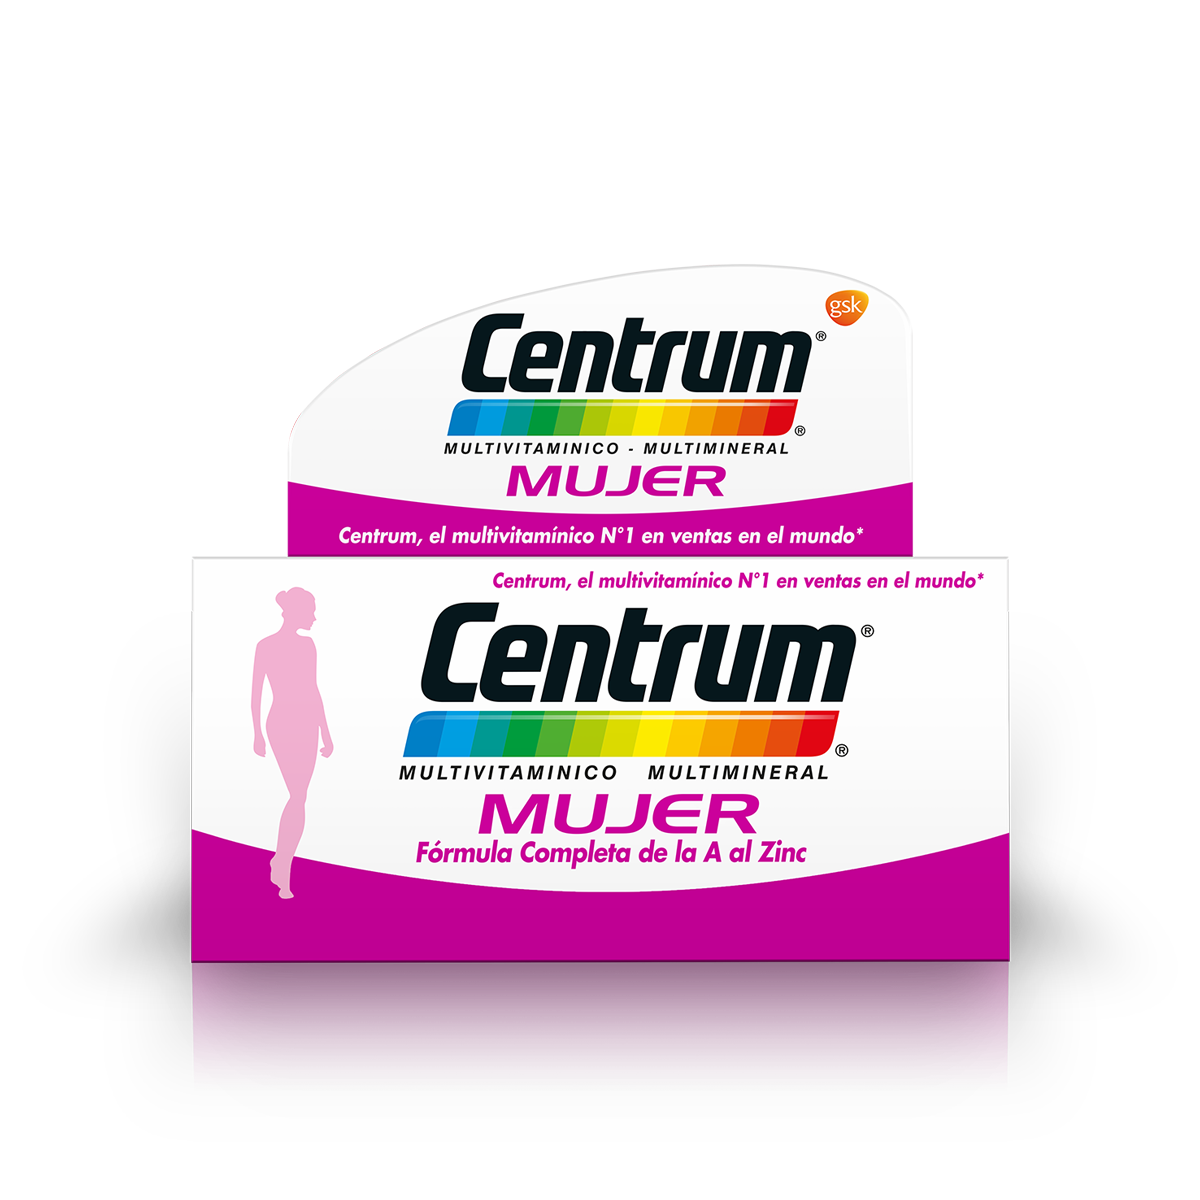 gsk
Centrum®
®
MULTIVITAMINICO - MULTIMINERAL
MUJER
Centrum, el multivitamínico N°1 en ventas en el mundo*
Centrum, el multivitamínico N°1 en ventas en el mundo*
Centrum®
®
MULTIVITAMINICO MULTIMINERAL
MUJER
Fórmula Completa de la A al Zinc